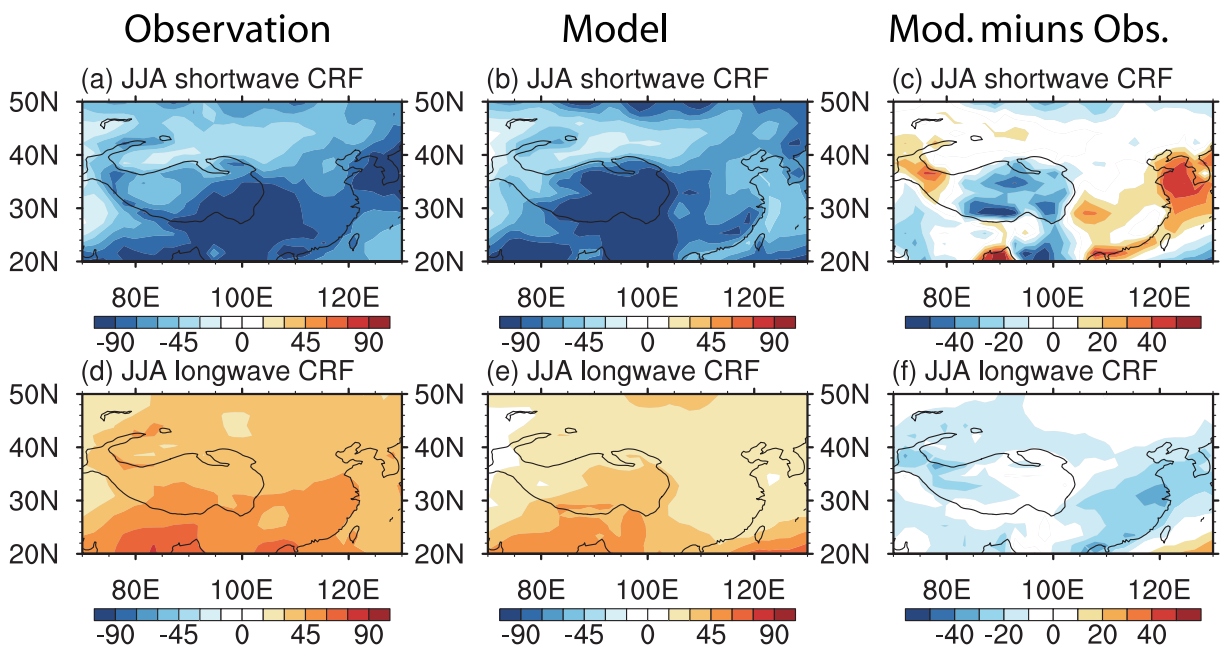 Observation Model Mod. miuns Obs.
(a) JJA shortwave CRF (b) JJA shortwave CRF (c) JJA shortwave CRF
50N 50N 50N
40N 40N 40N
30N 30N 30N
20N 20N 20N
80E 100E 120E 80E 100E 120E 80E 100E 120E
-90 -45 0 45 90 -90 -45 0 45 90 -40 -20 0 20 40
(d) JJA longwave CRF (e) JJA longwave CRF (f) JJA longwave CRF
50N 50N 50N
40N 40N 40N
30N 30N 30N
20N 20N 20N
80E 100E 120E 80E 100E 120E 80E 100E 120E
-90 -45 0 45 90 -90 -45 0 45 90 -40 -20 0 20 40